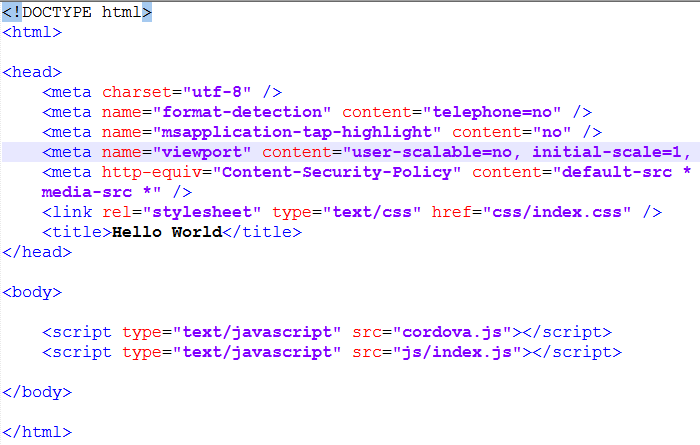 <!DOCTYPE html>
<html>
<head>
<meta charset="utf-8" />
<meta name="format-detection" content="telephone=no" />
<meta name="msapplication-tap-highlight" content="no" />
<meta name="viewport" content="user-scalable=no, initial-scale=1,
<meta http-equiv="Content-Security-Policy" content="default-src *
media-src *" />
<link rel="stylesheet" type="text/css" href="css/index.css" />
<title>Hello World</title>
</head>
<body>
<script type="text/javascript" src="cordova.js"></script>
<script type="text/javascript" src="js/index.js"></script>
</body>
</html>